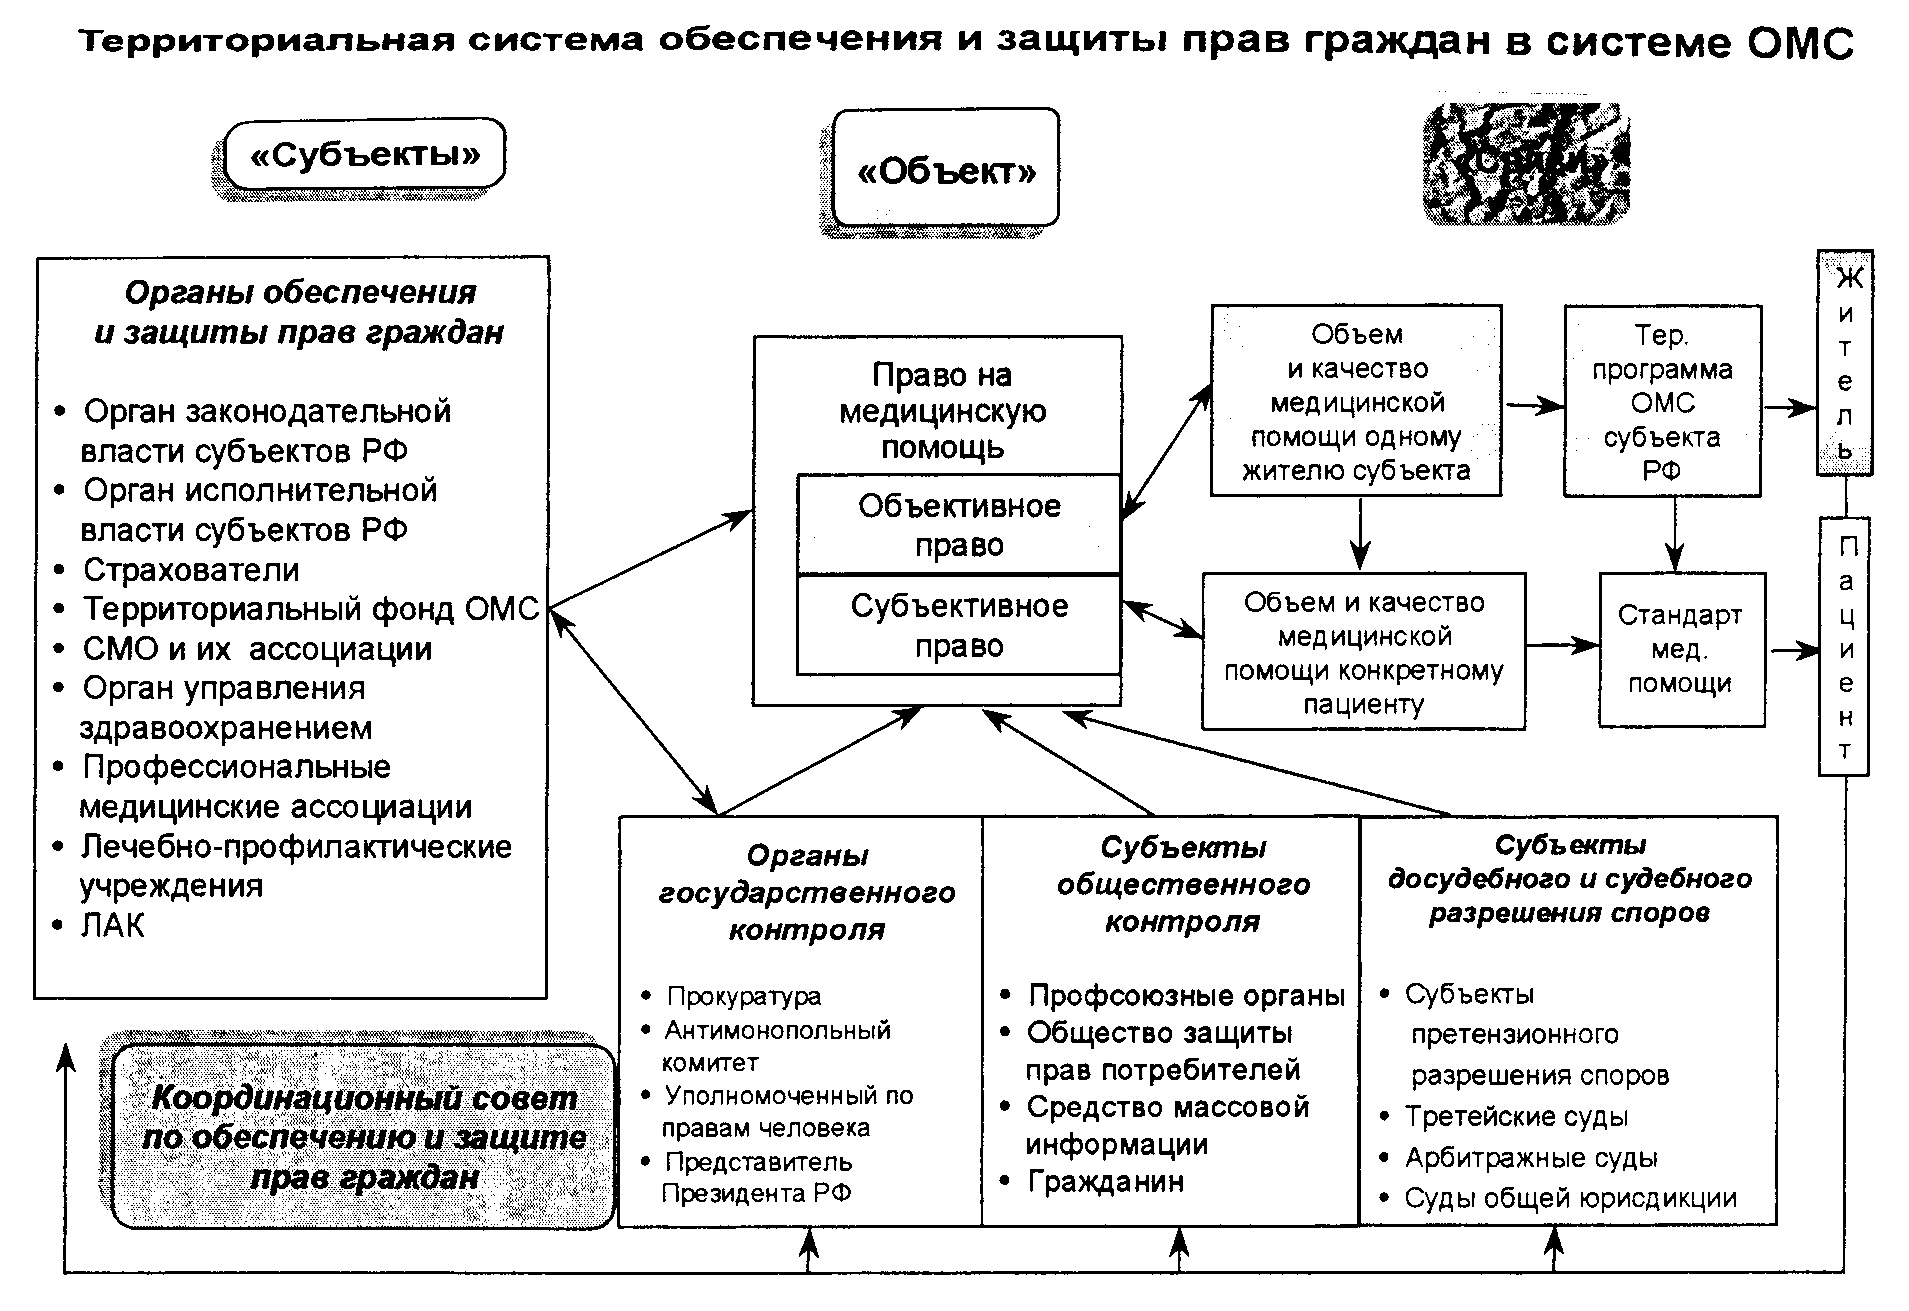 Территориальная система обеспечения и защиты прав граждан в системе ОМС
«Субъекты»
«Объект»
Органы обеспечения
и защиты прав граждан
• Орган законодательной
власти субъектов РФ
• Орган исполнительной
власти субъектов РФ
• Страхователи
• Территориальный фонд ОМС
• СМО и их ассоциации
• Орган управления
здравоохранением
• Профессиональные
медицинские ассоциации
• Лечебно-профилактические
учреждения
• ЛАК
Право на
медицинскую
помощь
Объективное
право
Субъективное
право
Объем
и качество
медицинской
помощи одному
жителю субъекта
Тер.
программа
ОМС
субъекта
РФ
Житель
Объем и качество
медицинской
помощи конкретному
пациенту
Стандарт
мед.
помощи
Пациент
Координационный совет
по обеспечению и защите
прав граждан
Органы
государственного
контроля
• Прокуратура
• Антимонопольный
комитет
• Уполномоченный по
правам человека
• Представитель
Президента РФ
Субъекты
общественного
контроля
• Профсоюзные органы
• Общество защиты
прав потребителей
• Средство массовой
информации
• Гражданин
Субъекты
досудебного и судебного
разрешения споров
• Субъекты
претензионного
разрешения споров
• Третейские суды
• Арбитражные суды
• Суды общей юрисдикции